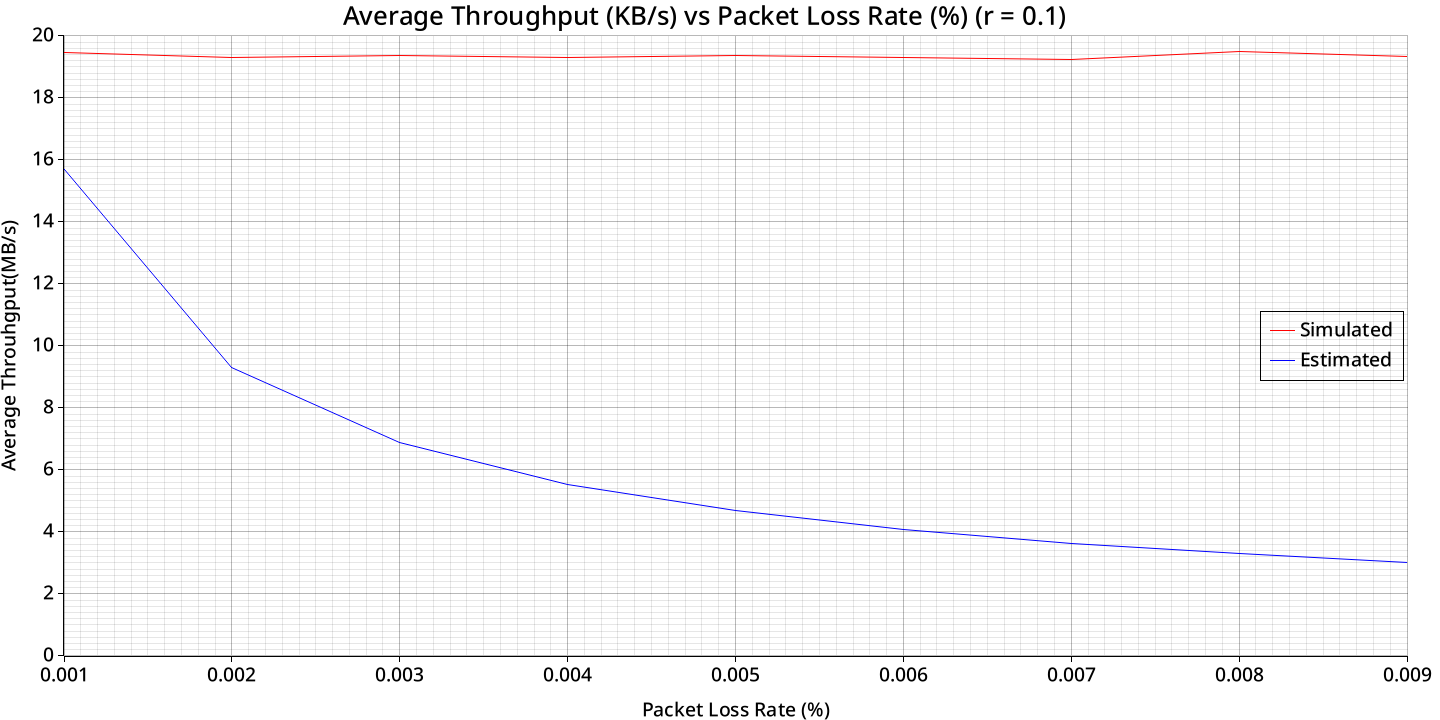 Average Throughput (KB/s) vs Packet Loss Rate (%) (r = 0.1)
20
18
16
14
12
10
8
6
4
2
0
Average Throuhgput(MB/s)
Simulated
Estimated
0.001 0.002 0.003 0.004 0.005 0.006 0.007 0.008 0.009
Packet Loss Rate (%)